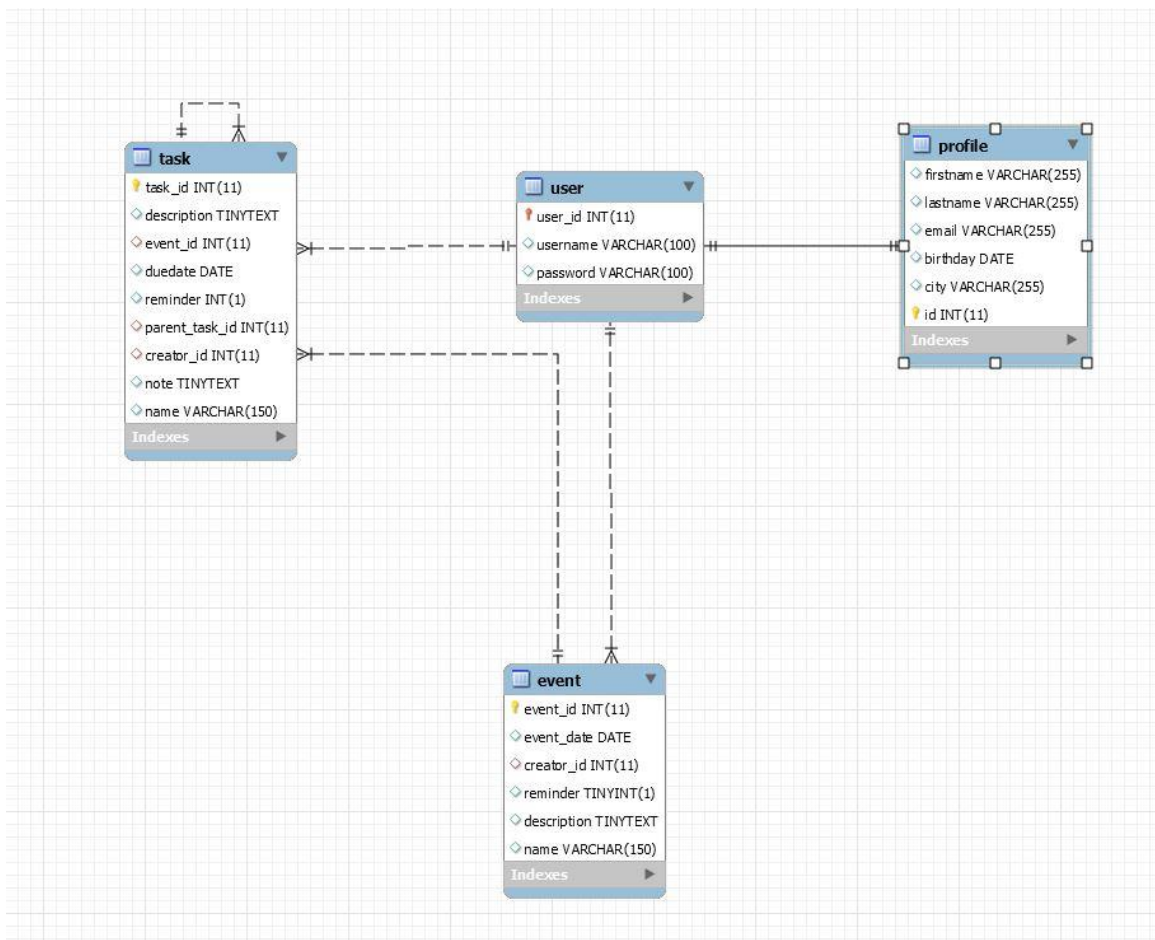 task
task_id INT(11)
description TINYTEXT
event_id INT(11)
duedate DATE
reminder INT(1)
parent_task_id INT(11)
creator_id INT(11)
note TINYTEXT
name VARCHAR(150)
Indexes
user
user_id INT(11)
username VARCHAR(100)
password VARCHAR(100)
Indexes
profile
firstname VARCHAR(255)
lastname VARCHAR(255)
email VARCHAR(255)
birthday DATE
city VARCHAR(255)
id INT(11)
Indexes
event
event_id INT(11)
event_date DATE
creator_id INT(11)
reminder TINYINT(1)
description TINYTEXT
name VARCHAR(150)
Indexes